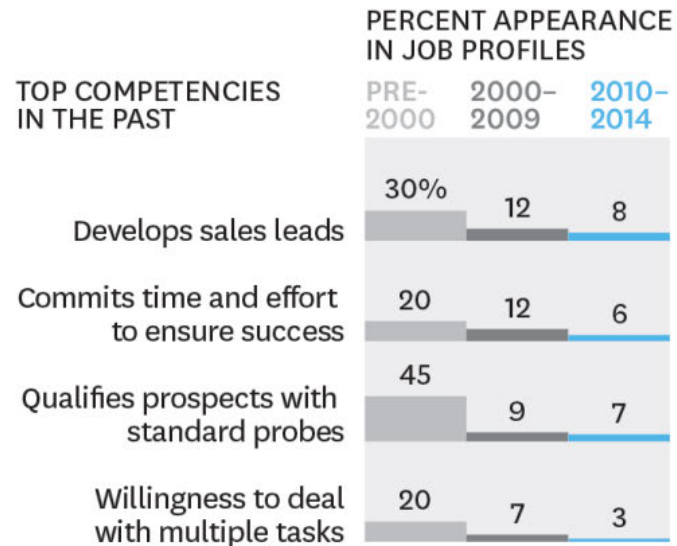 PERCENT APPEARANCE
IN JOB PROFILES
TOP COMPETENCIES
IN THE PAST
PRE-
2000
2000–
2009
2010–
2014
30%
12
8
Develops sales leads
Commits time and effort
to ensure success
20
12
6
Qualifies prospects with
standard probes
45
9
7
Willingness to deal
with multiple tasks
20
7
3